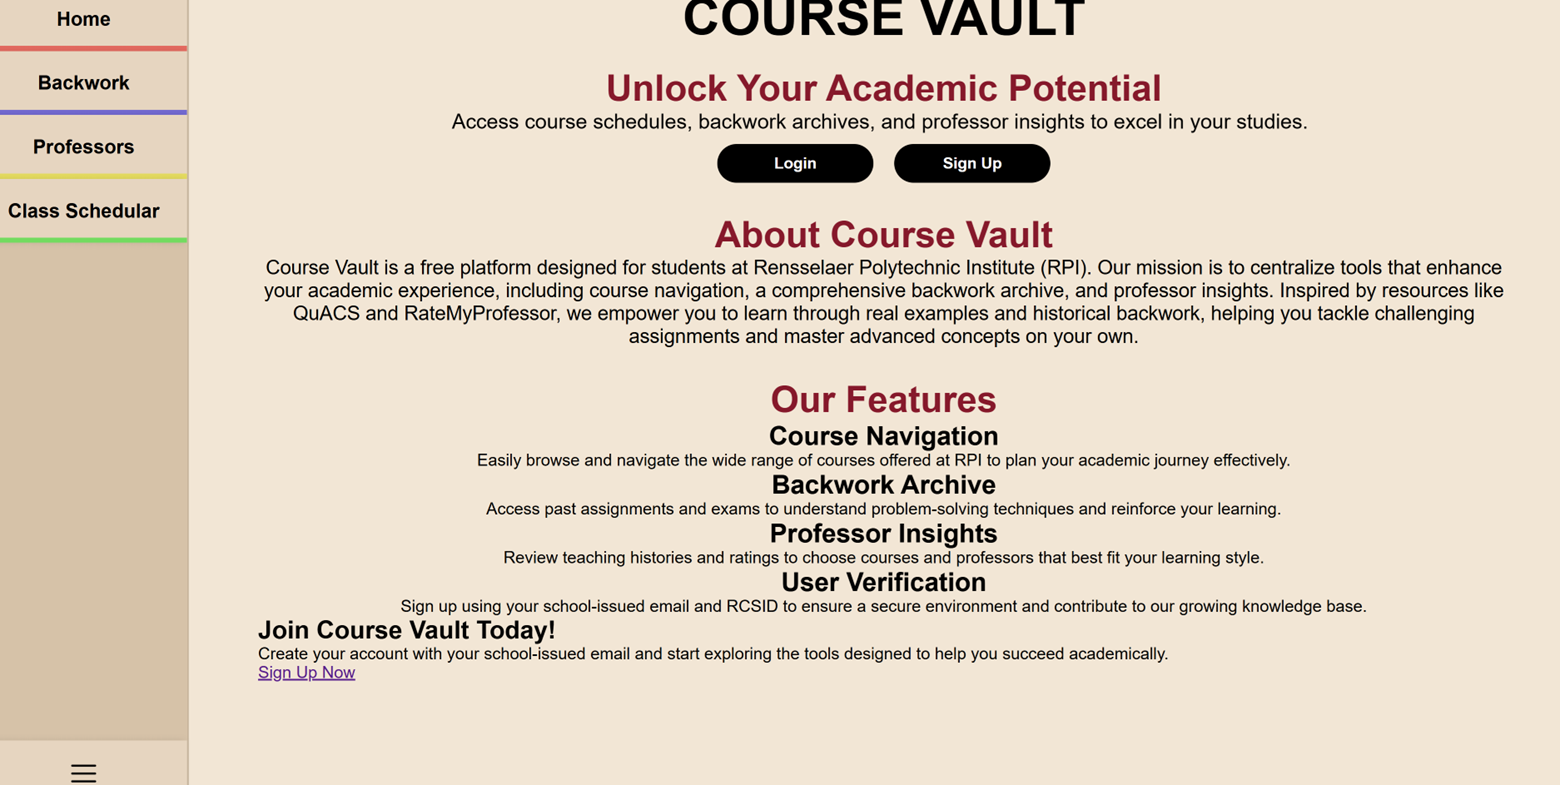 Home
Backwork
Professors
Class Schedular
COURSE VAULT
Unlock Your Academic Potential
Access course schedules, backwork archives, and professor insights to excel in your studies.
Login
Sign Up
About Course Vault
Course Vault is a free platform designed for students at Rensselaer Polytechnic Institute (RPI). Our mission is to centralize tools that enhance
your academic experience, including course navigation, a comprehensive backwork archive, and professor insights. Inspired by resources like
QuACS and RateMyProfessor, we empower you to learn through real examples and historical backwork, helping you tackle challenging
assignments and master advanced concepts on your own.
Our Features
Course Navigation
Easily browse and navigate the wide range of courses offered at RPI to plan your academic journey effectively.
Backwork Archive
Access past assignments and exams to understand problem-solving techniques and reinforce your learning.
Professor Insights
Review teaching histories and ratings to choose courses and professors that best fit your learning style.
User Verification
Sign up using your school-issued email and RCSID to ensure a secure environment and contribute to our growing knowledge base.
Join Course Vault Today!
Create your account with your school-issued email and start exploring the tools designed to help you succeed academically.
Sign Up Now